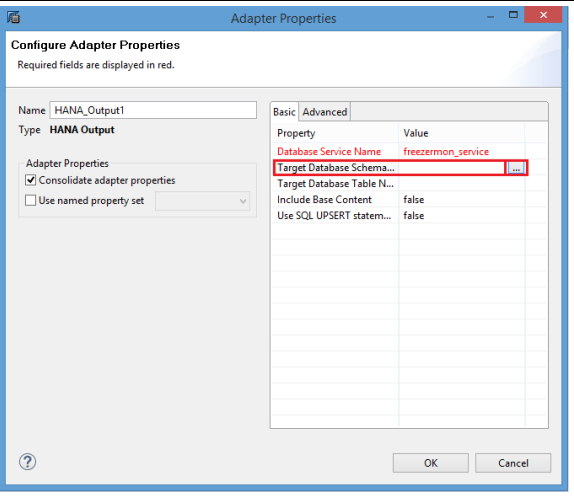 Adapter Properties
Configure Adapter Properties
Required fields are displayed in red.
Name HANA_Output1
Type HANA Output
Adapter Properties
Consolidate adapter properties
Use named property set
Basic Advanced
Property Value
Database Service Name freezermon_service
Target Database Schema... ...
Target Database Table N...
Include Base Content false
Use SQL UPSERT statem... false
?
OK Cancel